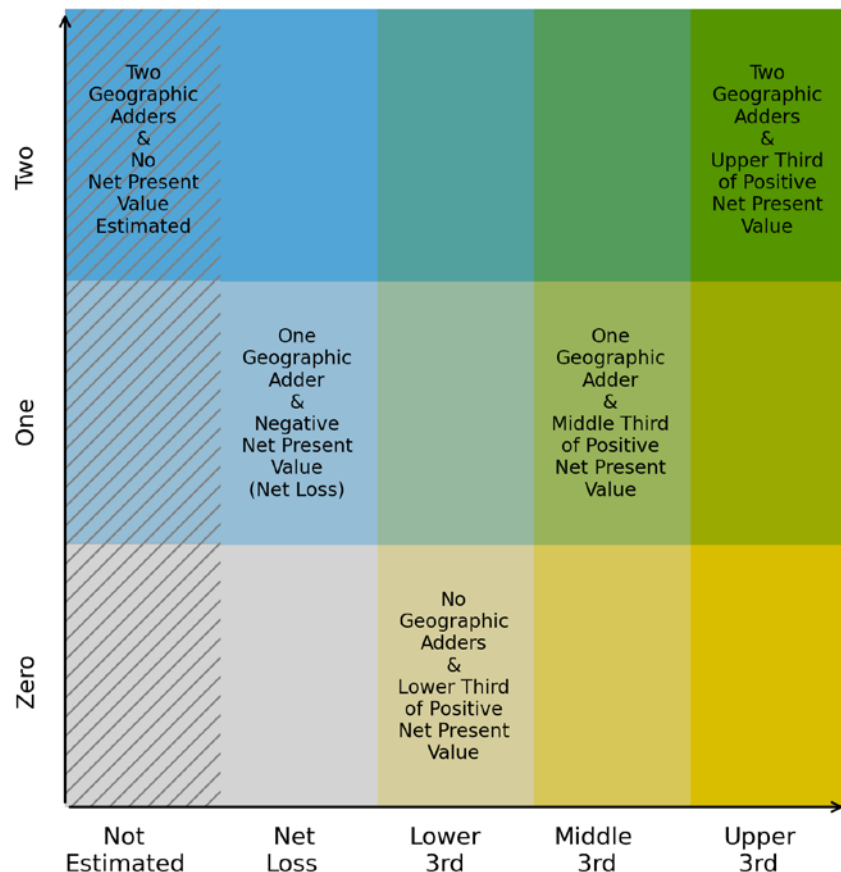 Two
Two
Geographic
Adders
&
No
Net Present
Value
Estimated
Two
Geographic
Adders
&
Upper Third
of Positive
Net Present
Value
One
One
Geographic
Adder
&
Negative
Net Present
Value
(Net Loss)
One
Geographic
Adder
&
Middle Third
of Positive
Net Present
Value
Zero
No
Geographic
Adders
&
Lower Third
of Positive
Net Present
Value
Not
Estimated
Net
Loss
Lower
3rd
Middle
3rd
Upper
3rd